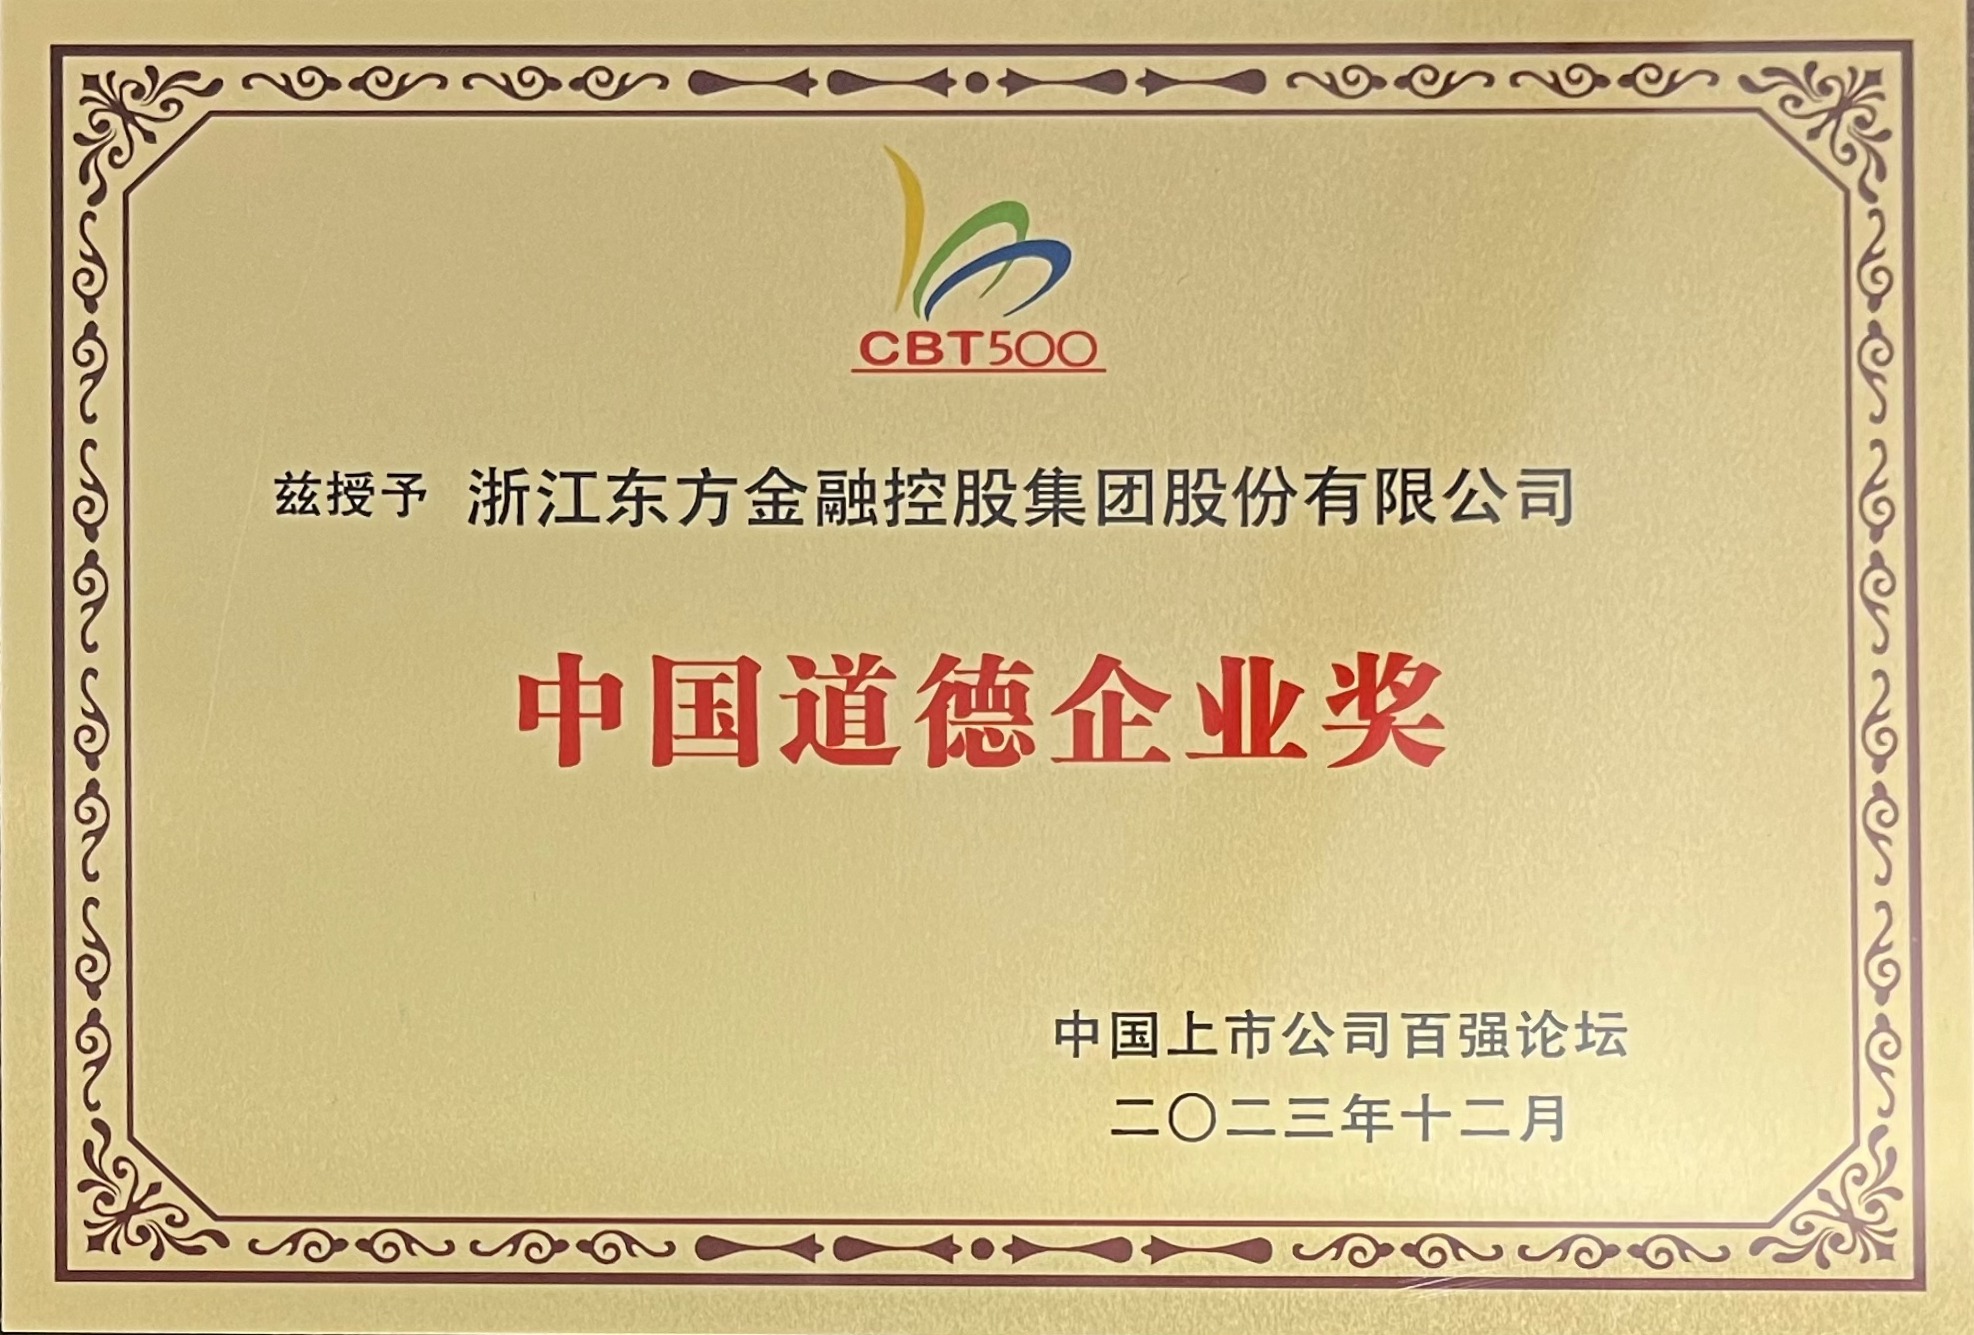 CBT500
兹授予 浙江东方金融控股集团股份有限公司
中国道德企业奖
中国上市公司百强论坛
二〇二三年十二月